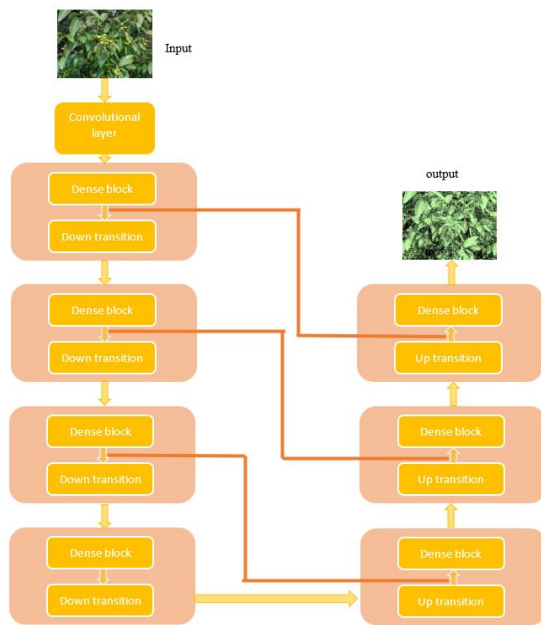 Input
Convolutional
layer
Dense block
Down transition
Dense block
Down transition
Dense block
Down transition
Dense block
Down transition
output
Dense block
Up transition
Dense block
Up transition
Dense block
Up transition